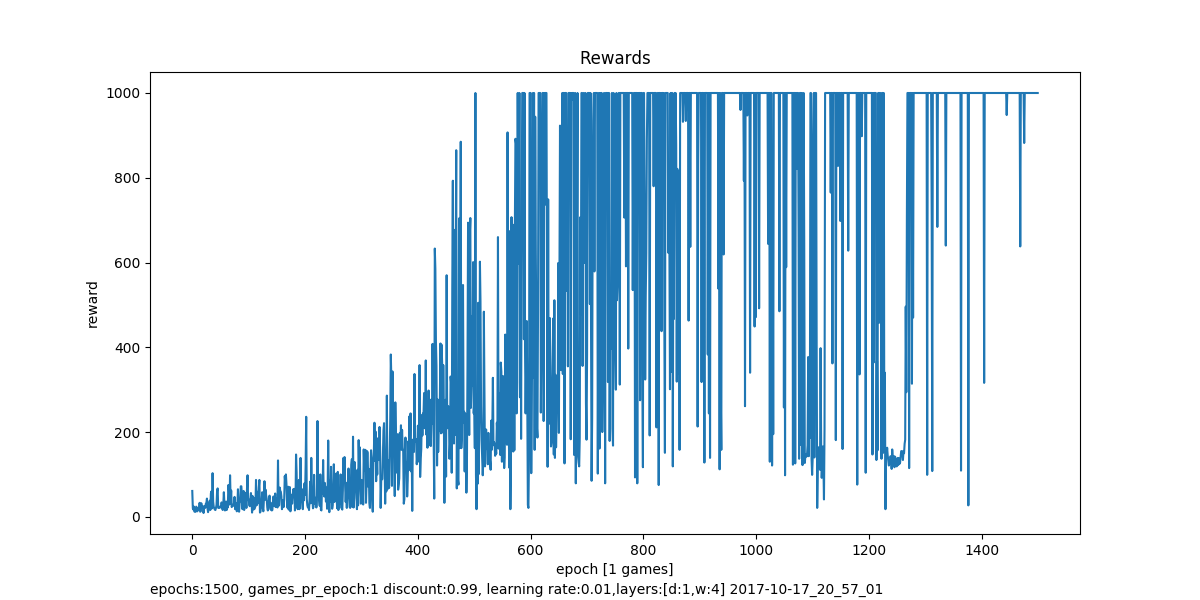 Rewards
1000
800
600
400
200
0
reward
0 200 400 600 800 1000 1200 1400
epoch [1 games]
epochs:1500, games_pr_epoch:1 discount:0.99, learning rate:0.01,layers:[d:1,w:4] 2017-10-17_20_57_01